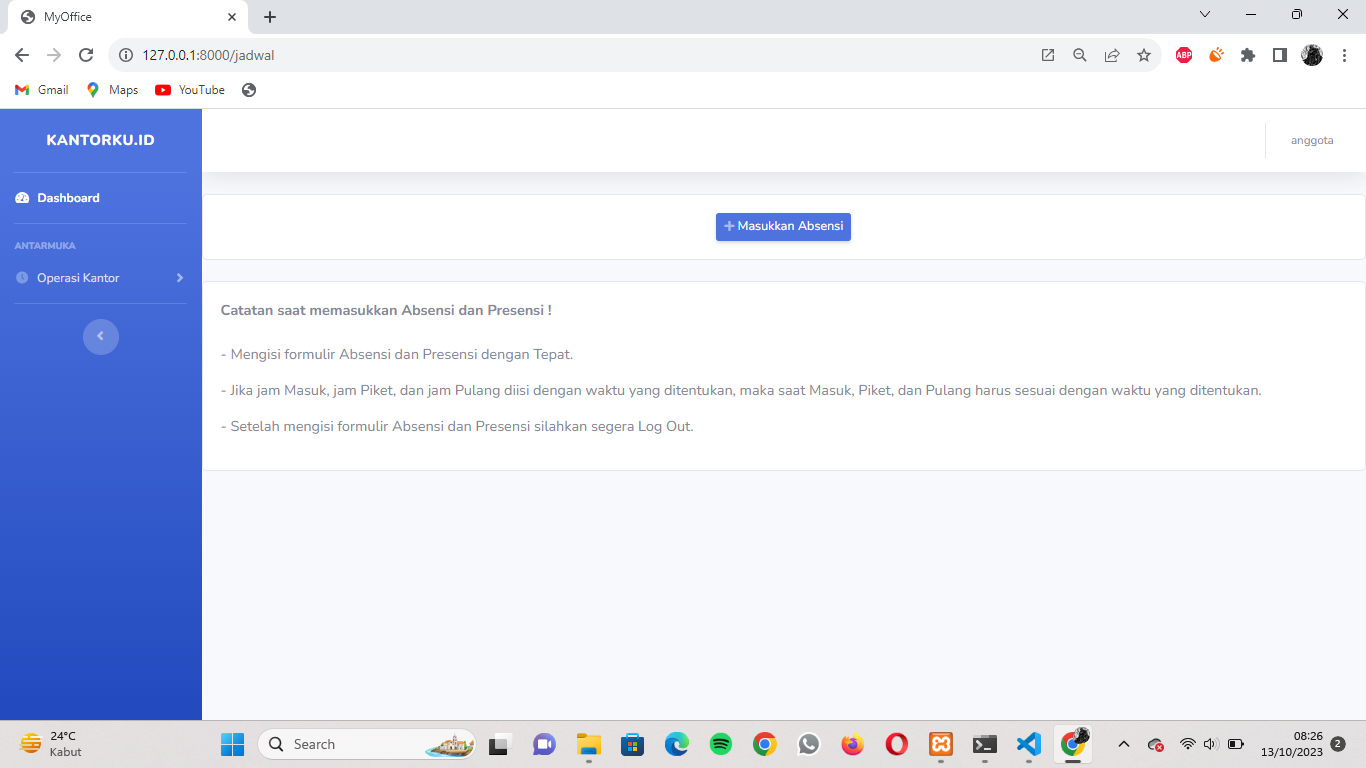 MyOffice
127.0.0.1:8000/jadwal
ABP
Gmail
Maps
YouTube
KANTORKU.ID
anggota
Dashboard
Masukkan Absensi
ANTARMUKA
Operasi Kantor
Catatan saat memasukkan Absensi dan Presensi !
- Mengisi formulir Absensi dan Presensi dengan Tepat.
- Jika jam Masuk, jam Piket, dan jam Pulang diisi dengan waktu yang ditentukan, maka saat Masuk, Piket, dan Pulang harus sesuai dengan waktu yang ditentukan.
- Setelah mengisi formulir Absensi dan Presensi silahkan segera Log Out.
24°C
Kabut
Search
08:26
13/10/2023
2